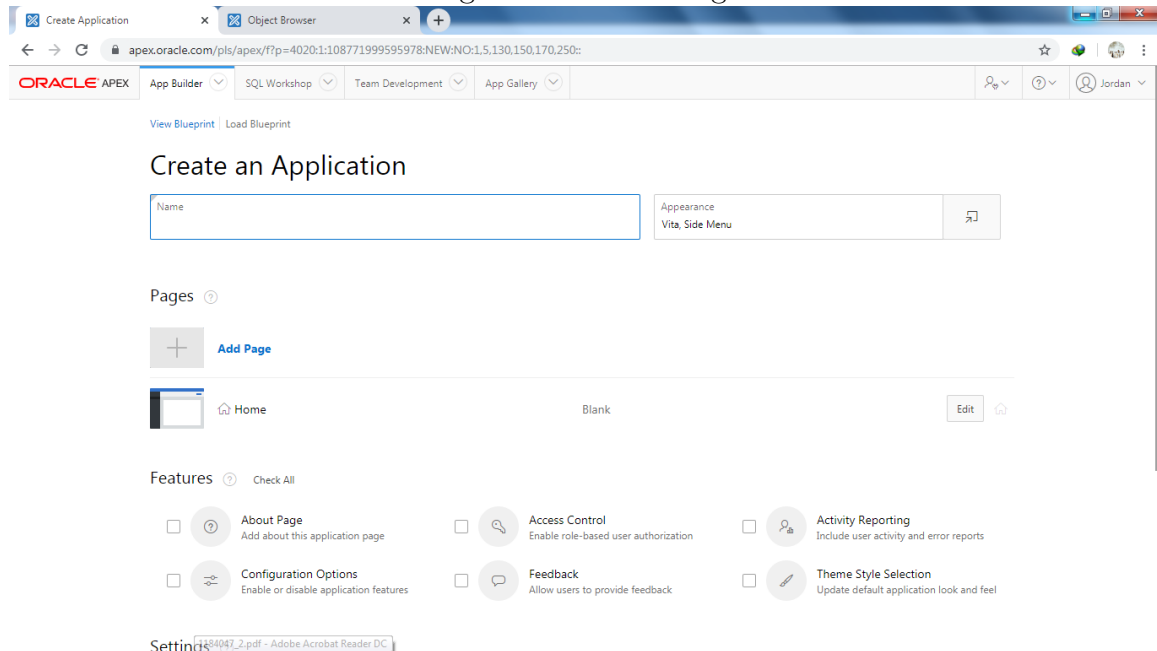 Create Application
Object Browser
apex.oracle.com/pls/apex/f?p=4020:1:108771999595978:NEW:NO:1,5,130,150,170,250::
ORACLE APEX App Builder SQL Workshop Team Development App Gallery Jordan
View Blueprint Load Blueprint
Create an Application
Name
Appearance
Vita, Side Menu
Pages
Add Page
Home Blank Edit
Features Check All
About Page
Add about this application page
Access Control
Enable role-based user authorization
Activity Reporting
Include user activity and error reports
Configuration Options
Enable or disable application features
Feedback
Allow users to provide feedback
Theme Style Selection
Update default application look and feel
Settings
1184047_2.pdf - Adobe Acrobat Reader DC